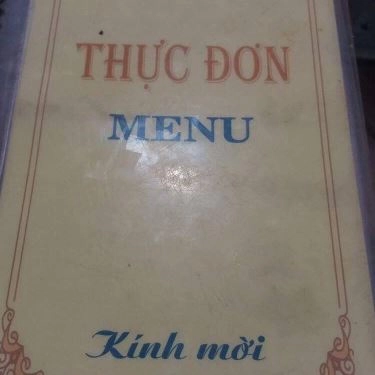 THỰC ĐƠN
MENU
Kính mời